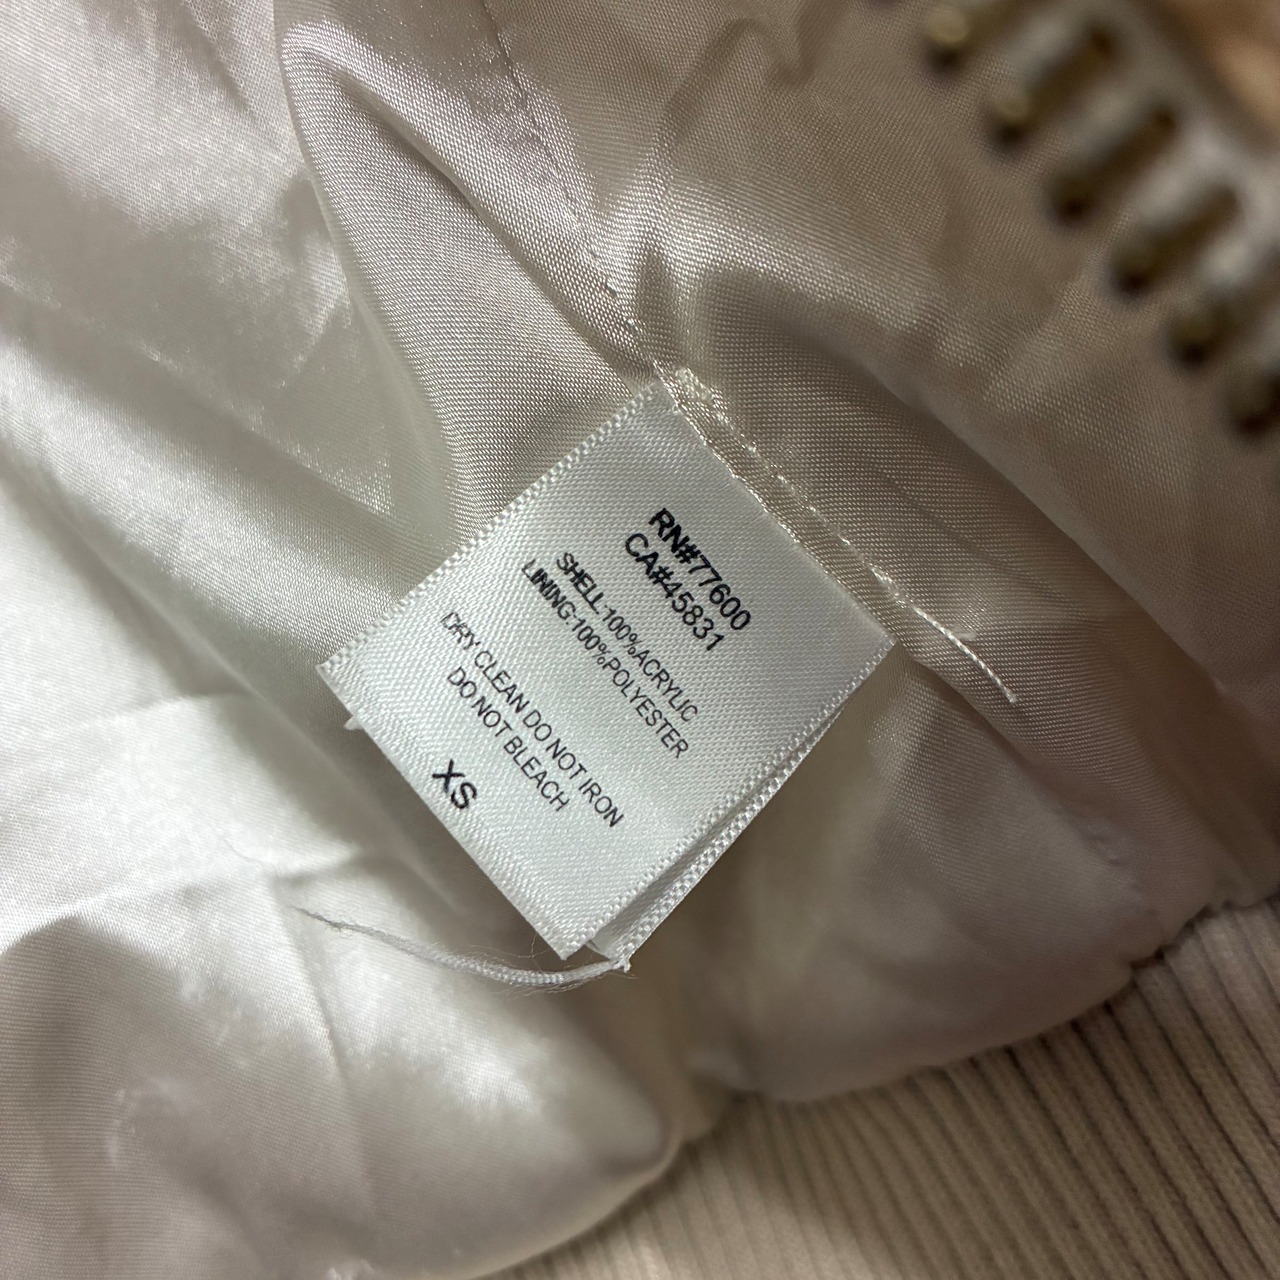 RN#77600
CA#45831
SHELL:100%ACRYLIC
LINING:100%POLYESTER
DRY CLEAN DO NOT IRON
DO NOT BLEACH
XS